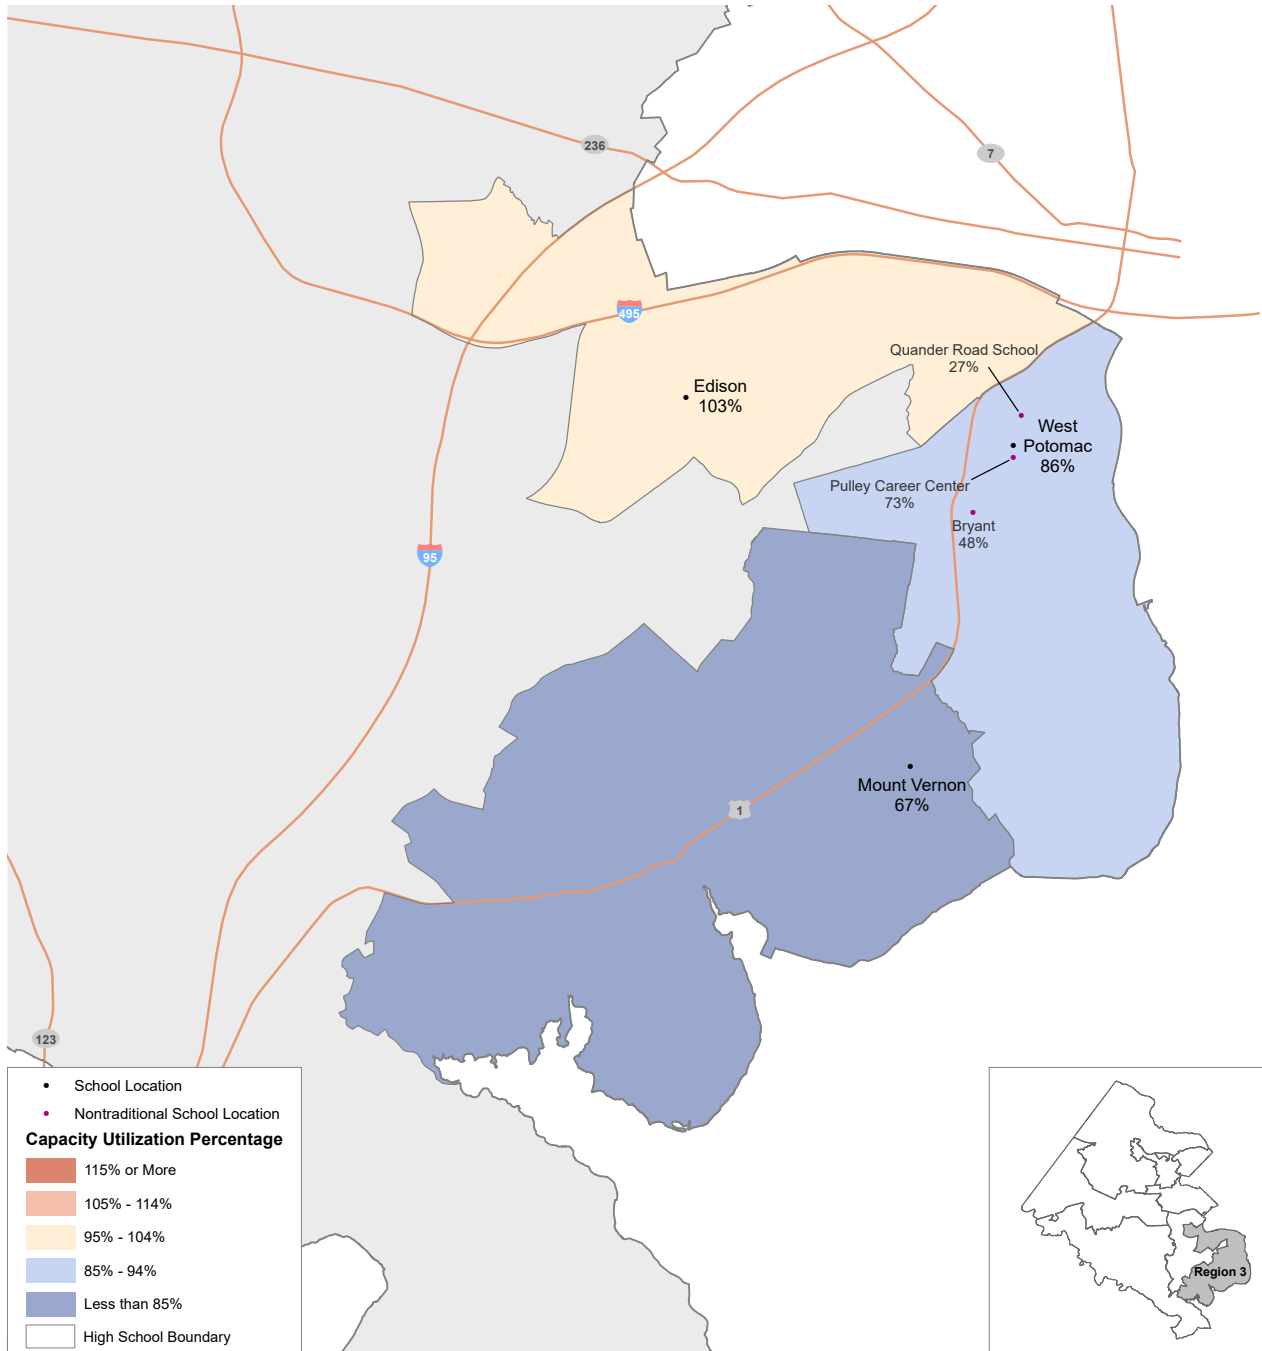 236
7
495
Quander Road School
27%
Edison
103%
West
Potomac
86%
Pulley Career Center
73%
Bryant
48%
95
Mount Vernon
67%
1
123
School Location
Nontraditional School Location
Capacity Utilization Percentage
115% or More
105% - 114%
95% - 104%
85% - 94%
Less than 85%
High School Boundary
Region 3